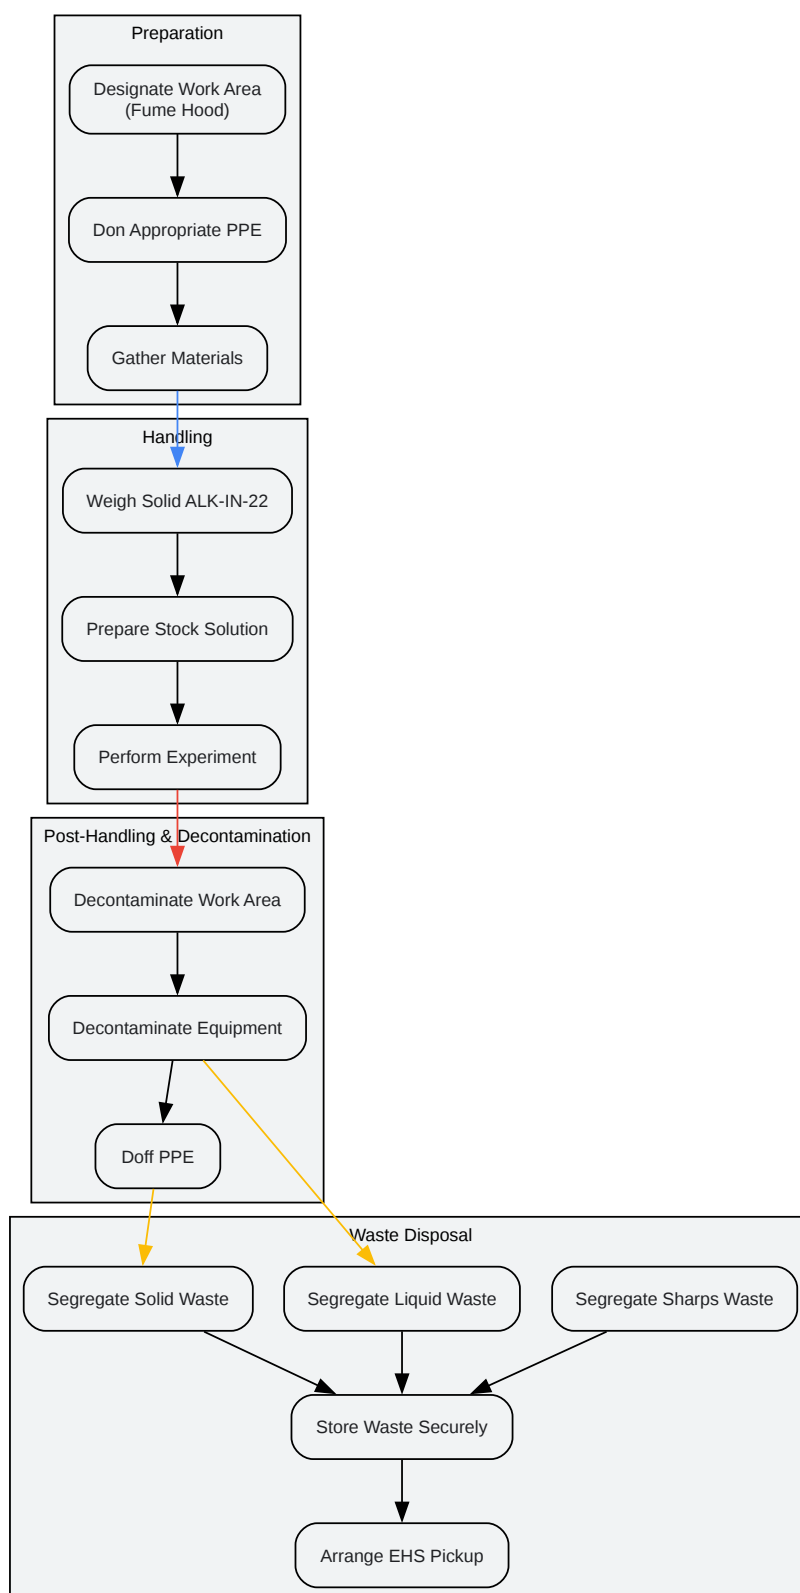 Preparation
Designate Work Area
(Fume Hood)
Don Appropriate PPE
Gather Materials
Handling
Weigh Solid ALK-IN-22
Prepare Stock Solution
Perform Experiment
Post-Handling & Decontamination
Decontaminate Work Area
Decontaminate Equipment
Doff PPE
Waste Disposal
Segregate Solid Waste
Segregate Liquid Waste
Segregate Sharps Waste
Store Waste Securely
Arrange EHS Pickup